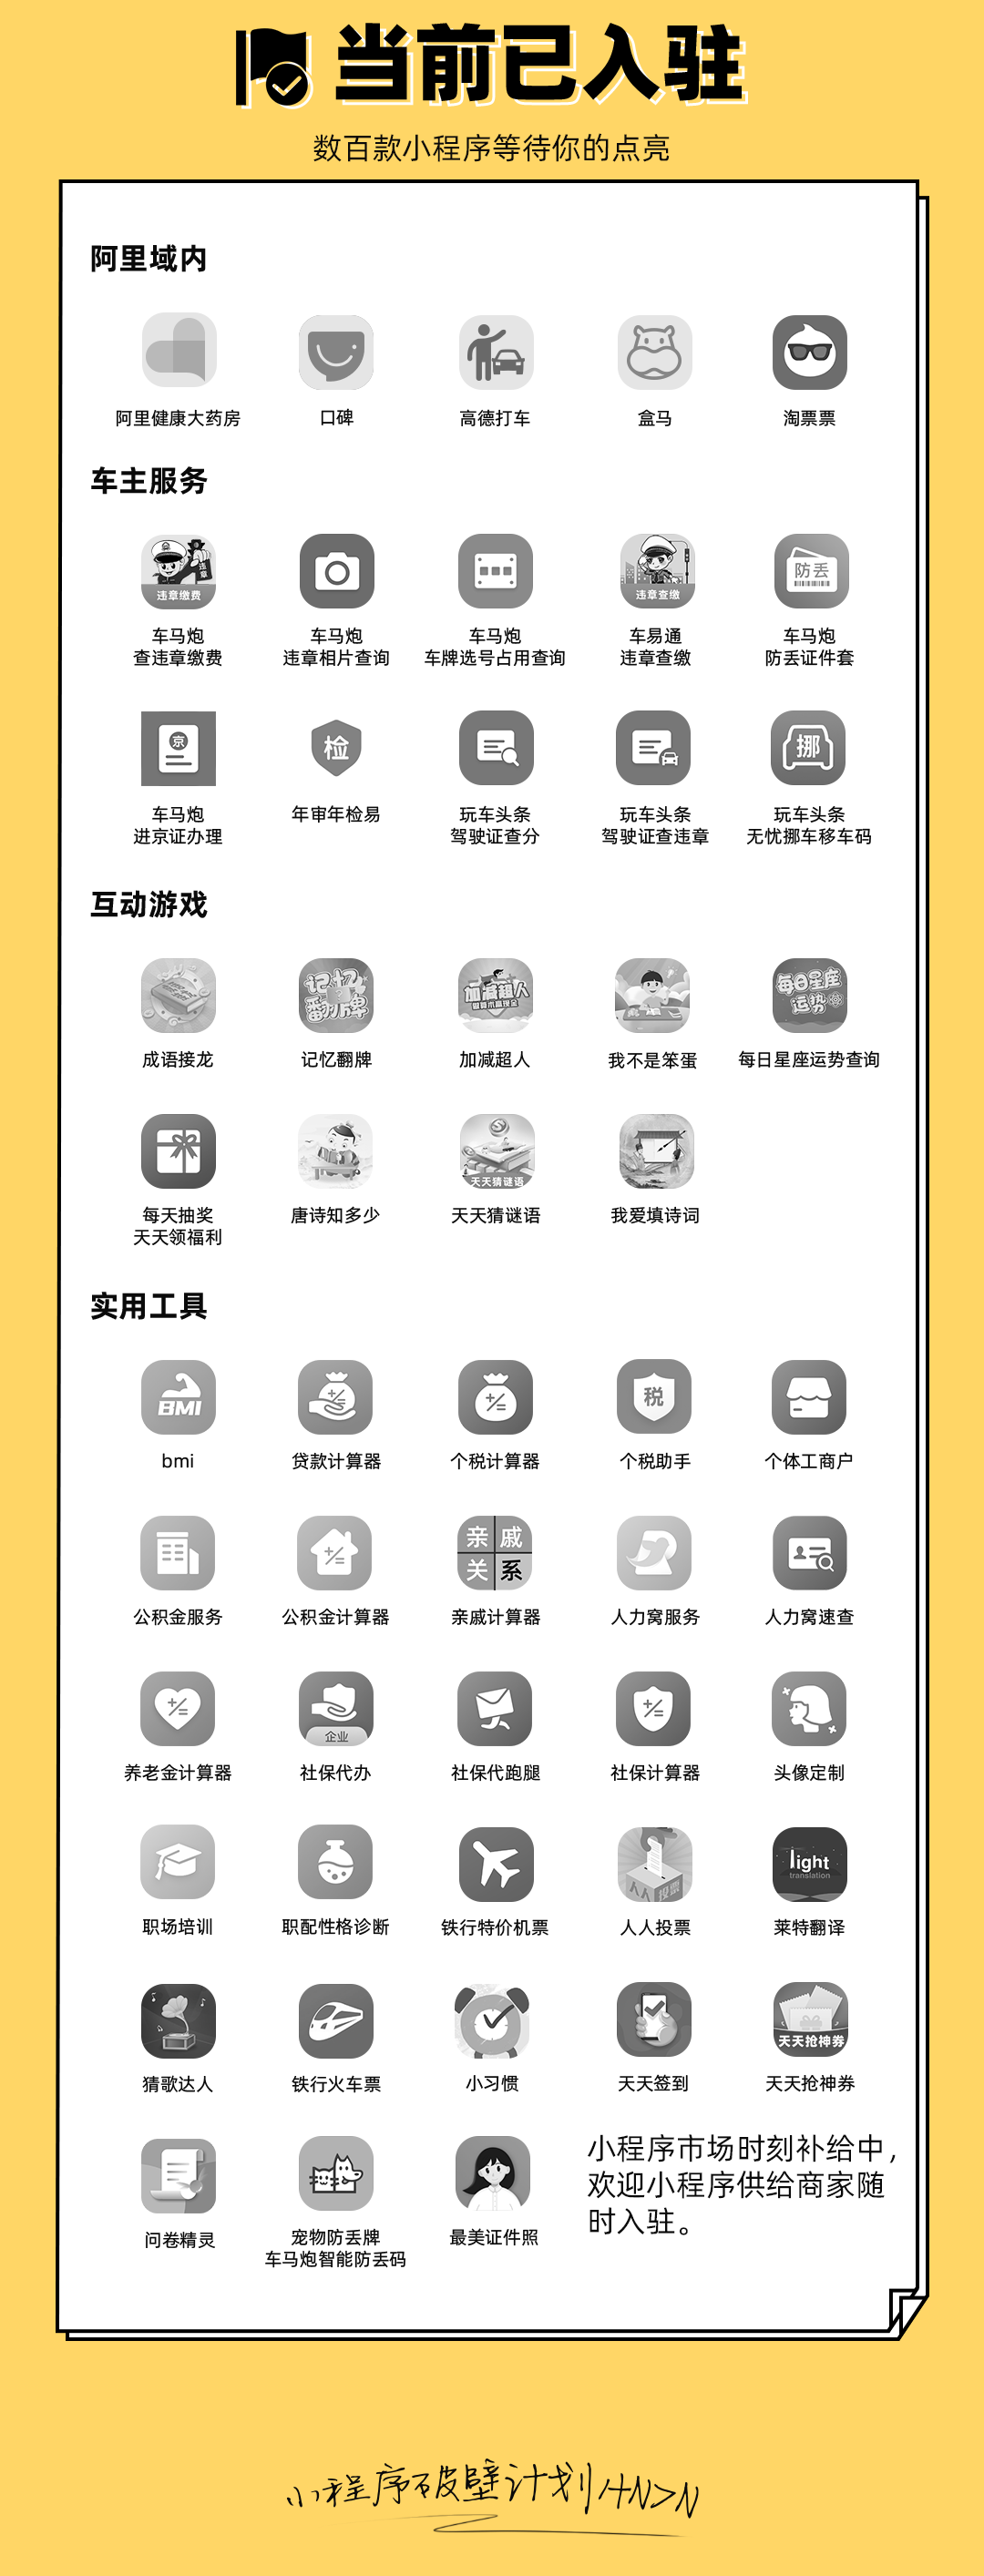 当前已入驻
数百款小程序等待你的点亮
阿里域内
阿里健康大药房
口碑
高德打车
盒马
淘票票
车主服务
违章
违章缴费
违章查缴
防丢
车马炮
查违章缴费
车马炮
违章相片查询
车马炮
车牌选号占用查询
车易通
违章查缴
车马炮
防丢证件套
京
检
挪
车马炮
进京证办理
年审年检易
玩车头条
驾驶证查分
玩车头条
驾驶证查违章
玩车头条
无忧挪车移车码
互动游戏
记忆
翻牌
加减超人
每日星座
运势
成语接龙
记忆翻牌
加减超人
我不是笨蛋
每日星座运势查询
天天猜谜语
每天抽奖
天天领福利
唐诗知多少
天天猜谜语
我爱填诗词
实用工具
BMI
税
bmi
贷款计算器
个税计算器
个税助手
个体工商户
亲戚
关系
公积金服务
公积金计算器
亲戚计算器
人力窝服务
人力窝速查
企业
养老金计算器
社保代办
社保代跑腿
社保计算器
头像定制
人人投票
light
translation
职场培训
职配性格诊断
铁行特价机票
人人投票
莱特翻译
天天抢神券
猜歌达人
铁行火车票
小习惯
天天签到
天天抢神券
问卷精灵
宠物防丢牌
车马炮智能防丢码
最美证件照
小程序市场时刻补给中，
欢迎小程序供给商家随
时入驻。
小程序破壁计划1+N>N